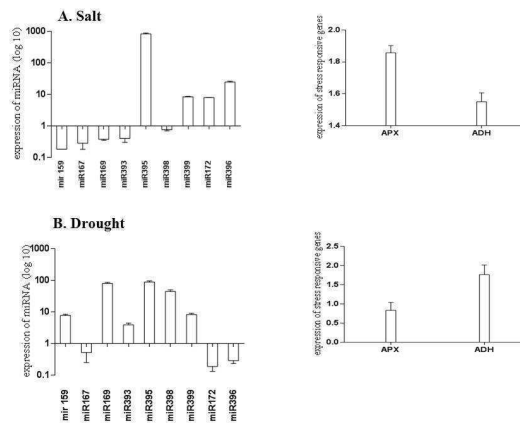 A. Salt
expression of miRNA (log 10)
1000
100
10
1
0.1
mir 159
miR167
miR169
miR393
miR395
miR398
miR399
miR172
miR396
expression of stress responsive genes
2.0
1.8
1.6
1.4
APX
ADH
B. Drought
expression of miRNA (log 10)
1000
100
10
1
0.1
mir 159
miR167
miR169
miR393
miR395
miR398
miR399
miR172
miR396
expression of stress responsive genes
2.5
2.0
1.5
1.0
0.5
0.0
APX
ADH